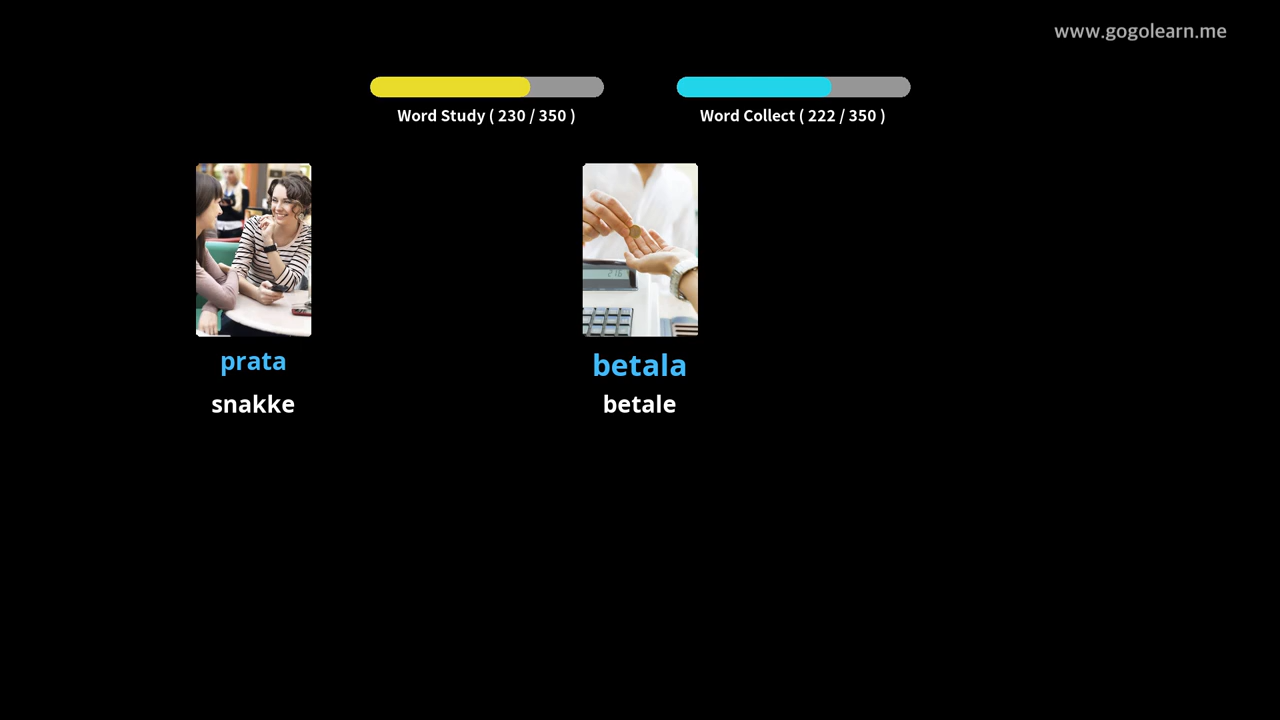 www.gogolearn.me
Word Study ( 230 / 350 )
Word Collect ( 222 / 350 )
prata
snakke
betala
betale